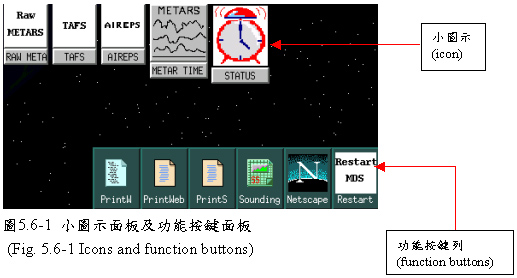 Raw
METARS
RAW META
TAFS
TAFS
AIREPS
AIREPS
METARS
METAR TIME
STATUS
小圖示
(icon)
PrintW
PrintWeb
PrintS
Sounding
N
Netscape
Restart
MDS
Restart
圖5.6-1 小圖示面板及功能按鍵面板
(Fig. 5.6-1 Icons and function buttons)
功能按鍵列
(function buttons)